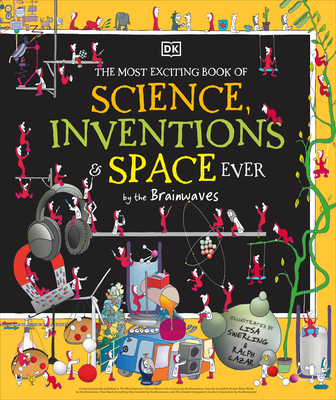 DK
THE MOST EXCITING BOOK OF
SCIENCE,
INVENTIONS
& SPACE EVER
by the Brainwaves
ILLUSTRATED BY
LISA
SWERLING
&
RALPH
LAZAR